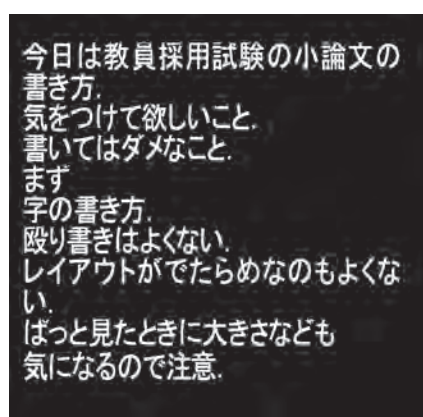 今日は教員採用試験の小論文の
書き方.
気をつけて欲しいこと.
書いてはダメなこと.
まず
字の書き方.
殴り書きはよくない.
レイアウトがでたらめなのもよくな
い.
ぱっと見たときに大きさなども
気になるので注意.